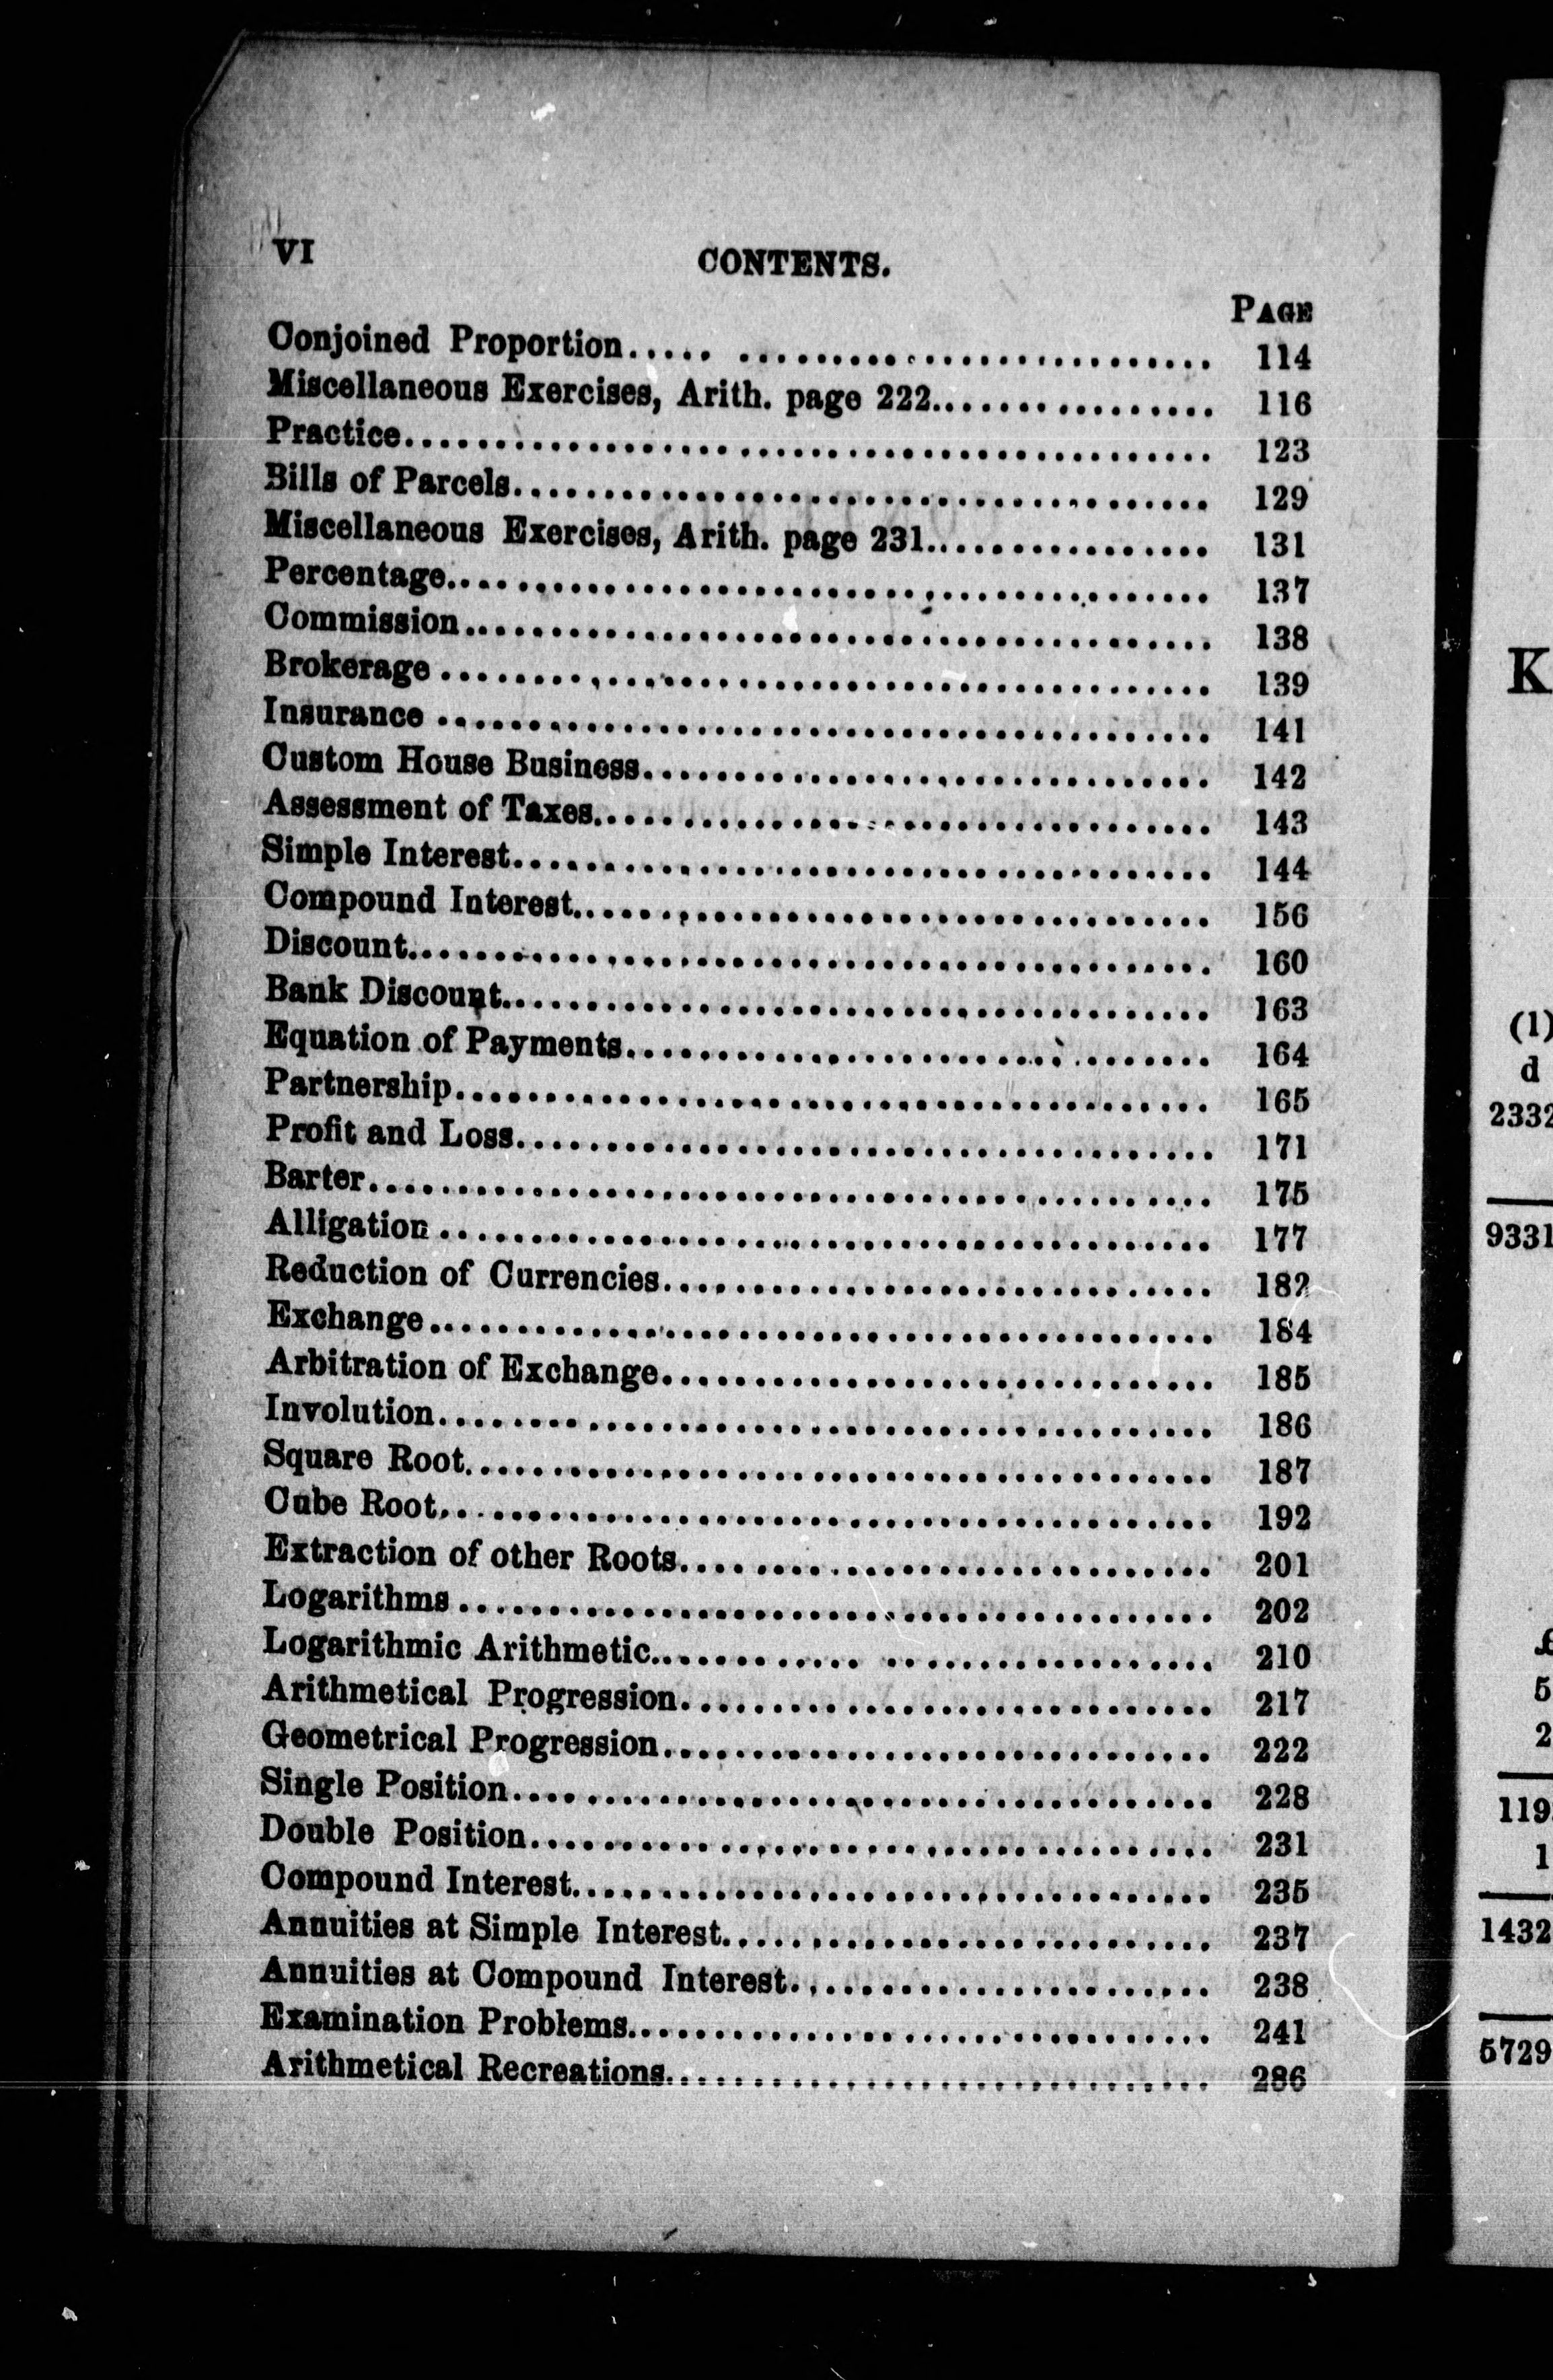 VI
CONTENTS.
PAGE
Conjoined Proportion..... .......................... 114
Miscellaneous Exercises, Arith. page 222................ 116
Practice............................................ 123
Bills of Parcels...................................... 129
Miscellaneous Exercises, Arith. page 231................ 131
Percentage.......................................... 137
Commission......................................... 138
Brokerage .......................................... 139
Insurance .......................................... 141
Custom House Business............................... 142
Assessment of Taxes.................................. 143
Simple Interest...................................... 144
Compound Interest................................... 156
Discount............................................ 160
Bank Discount....................................... 163
Equation of Payments................................ 164
Partnership......................................... 165
Profit and Loss...................................... 171
Barter.............................................. 175
Alligation .......................................... 177
Reduction of Currencies.............................. 182
Exchange........................................... 184
Arbitration of Exchange.............................. 185
Involution.......................................... 186
Square Root......................................... 187
Cube Root.......................................... 192
Extraction of other Roots............................. 201
Logarithms ......................................... 202
Logarithmic Arithmetic............ .................. 210
Arithmetical Progression............................. 217
Geometrical Progression.............................. 222
Single Position...................................... 228
Double Position..................................... 231
Compound Interest................................... 235
Annuities at Simple Interest........................... 237
Annuities at Compound Interest....................... 238
Examination Problems................................ 241
Arithmetical Recreations.............................. 286
K
(1)
d
2332
9331
£
5
2
119
1
1432
5729